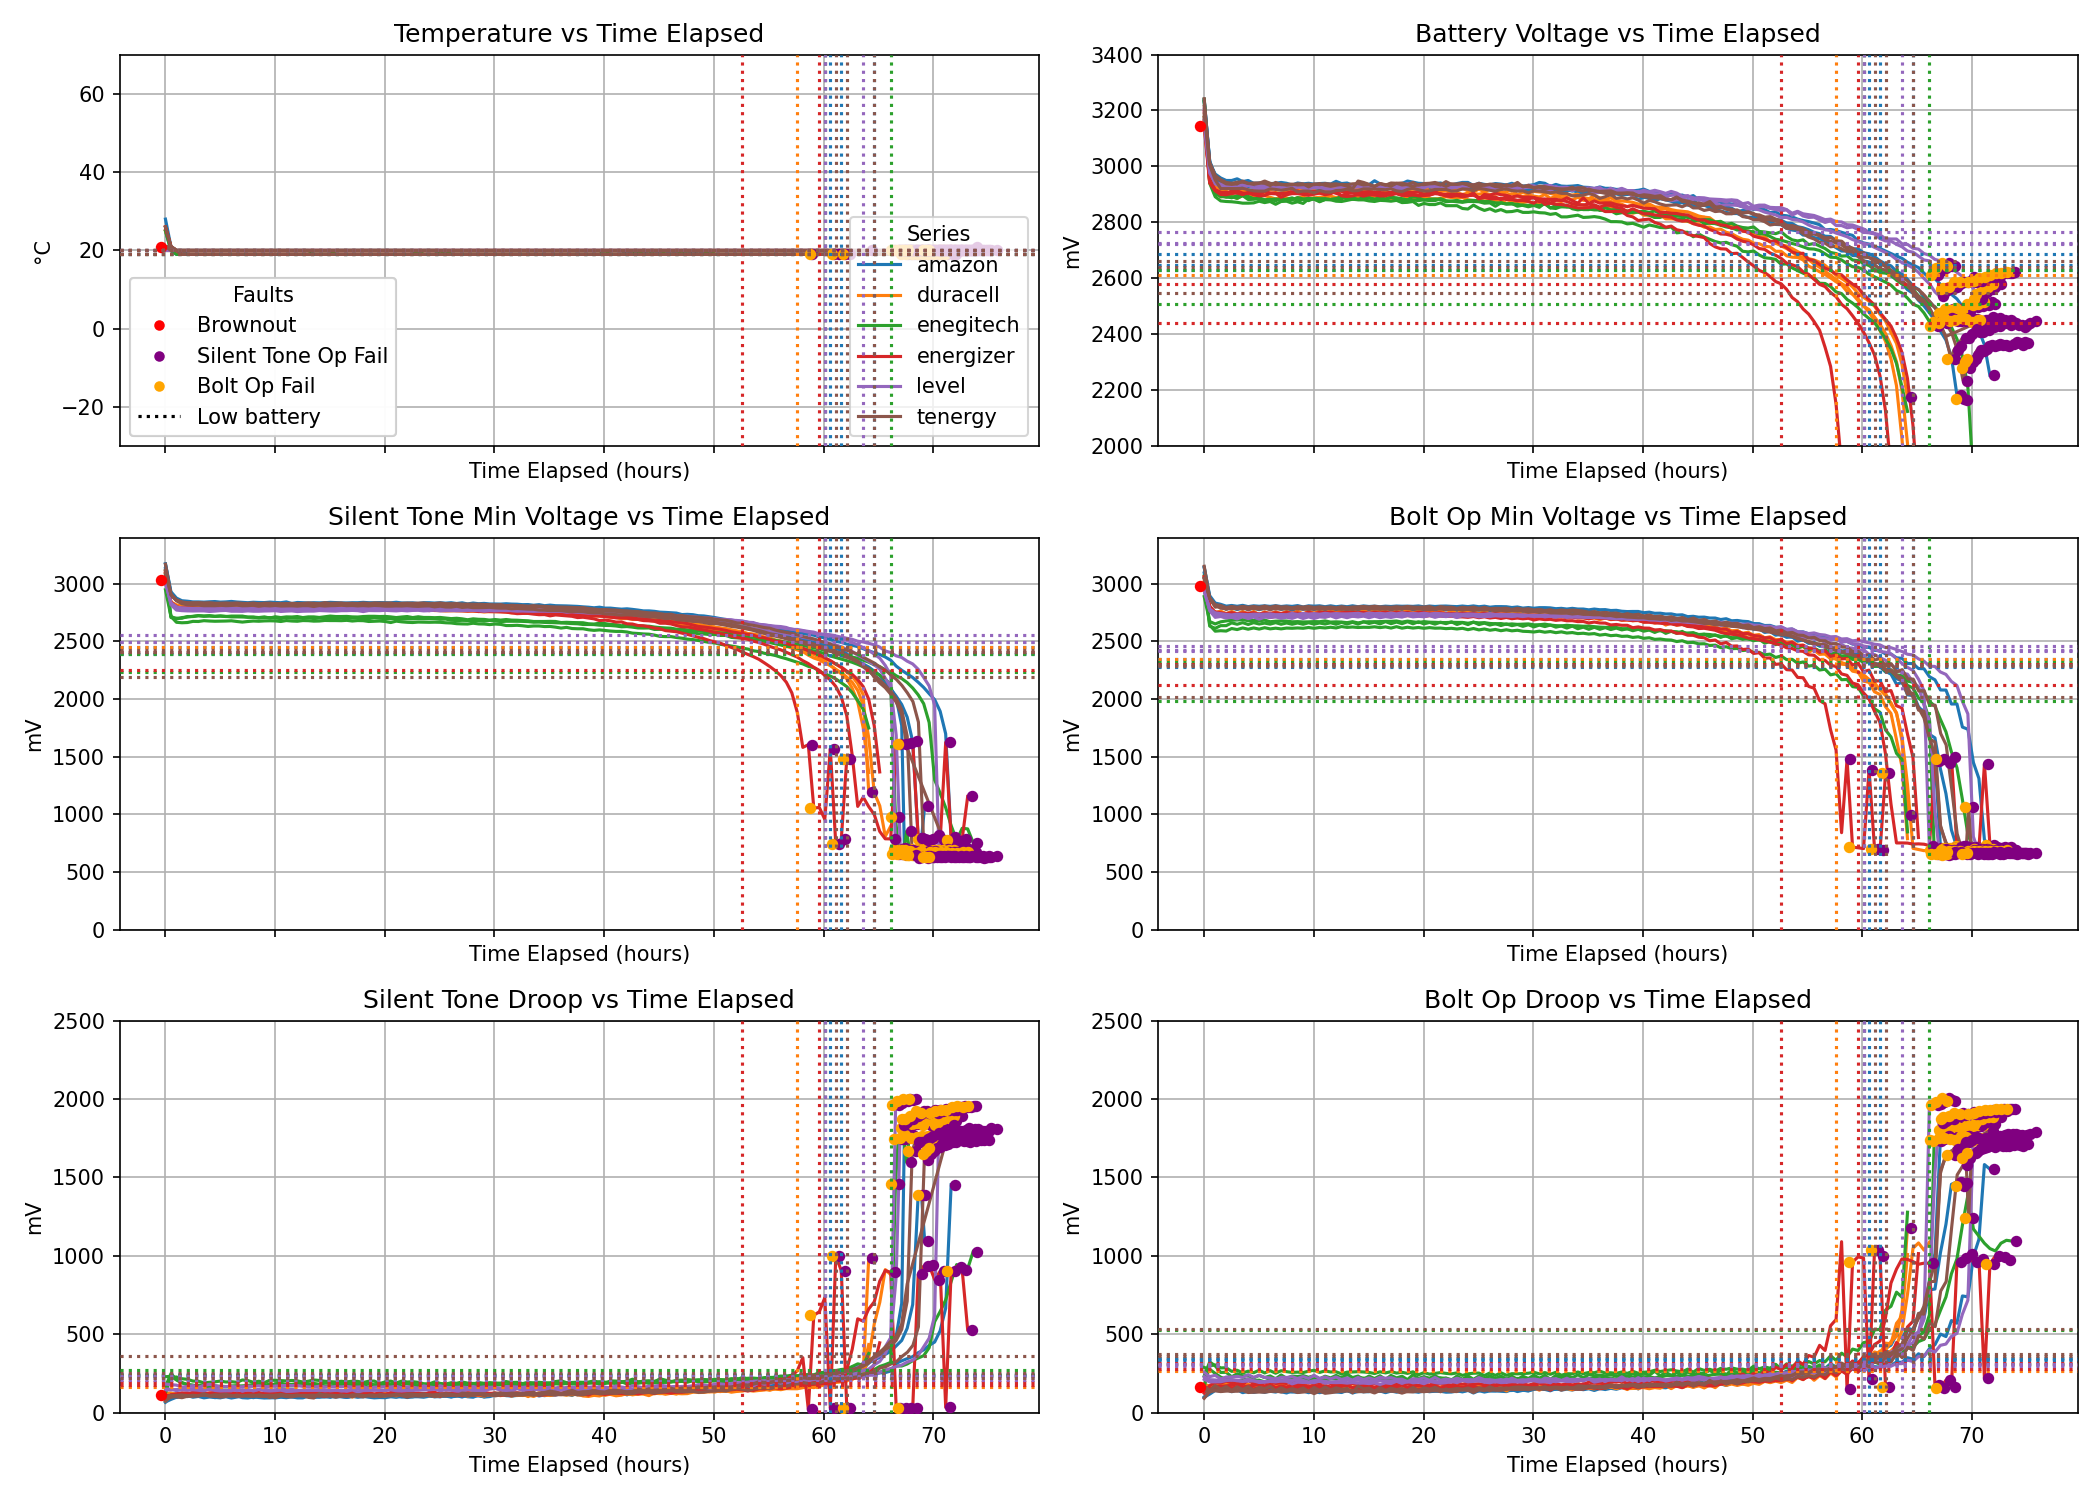 Temperature vs Time Elapsed
60
40
20
0
−20
°C
Time Elapsed (hours)
Faults
Brownout
Silent Tone Op Fail
Bolt Op Fail
Low battery
Series
amazon
duracell
enegitech
energizer
level
tenergy
Battery Voltage vs Time Elapsed
3400
3200
3000
2800
2600
2400
2200
2000
mV
Time Elapsed (hours)
Silent Tone Min Voltage vs Time Elapsed
3000
2500
2000
1500
1000
500
0
mV
Time Elapsed (hours)
Bolt Op Min Voltage vs Time Elapsed
3000
2500
2000
1500
1000
500
0
mV
Time Elapsed (hours)
Silent Tone Droop vs Time Elapsed
2500
2000
1500
1000
500
0
mV
0 10 20 30 40 50 60 70
Time Elapsed (hours)
Bolt Op Droop vs Time Elapsed
2500
2000
1500
1000
500
0
mV
0 10 20 30 40 50 60 70
Time Elapsed (hours)